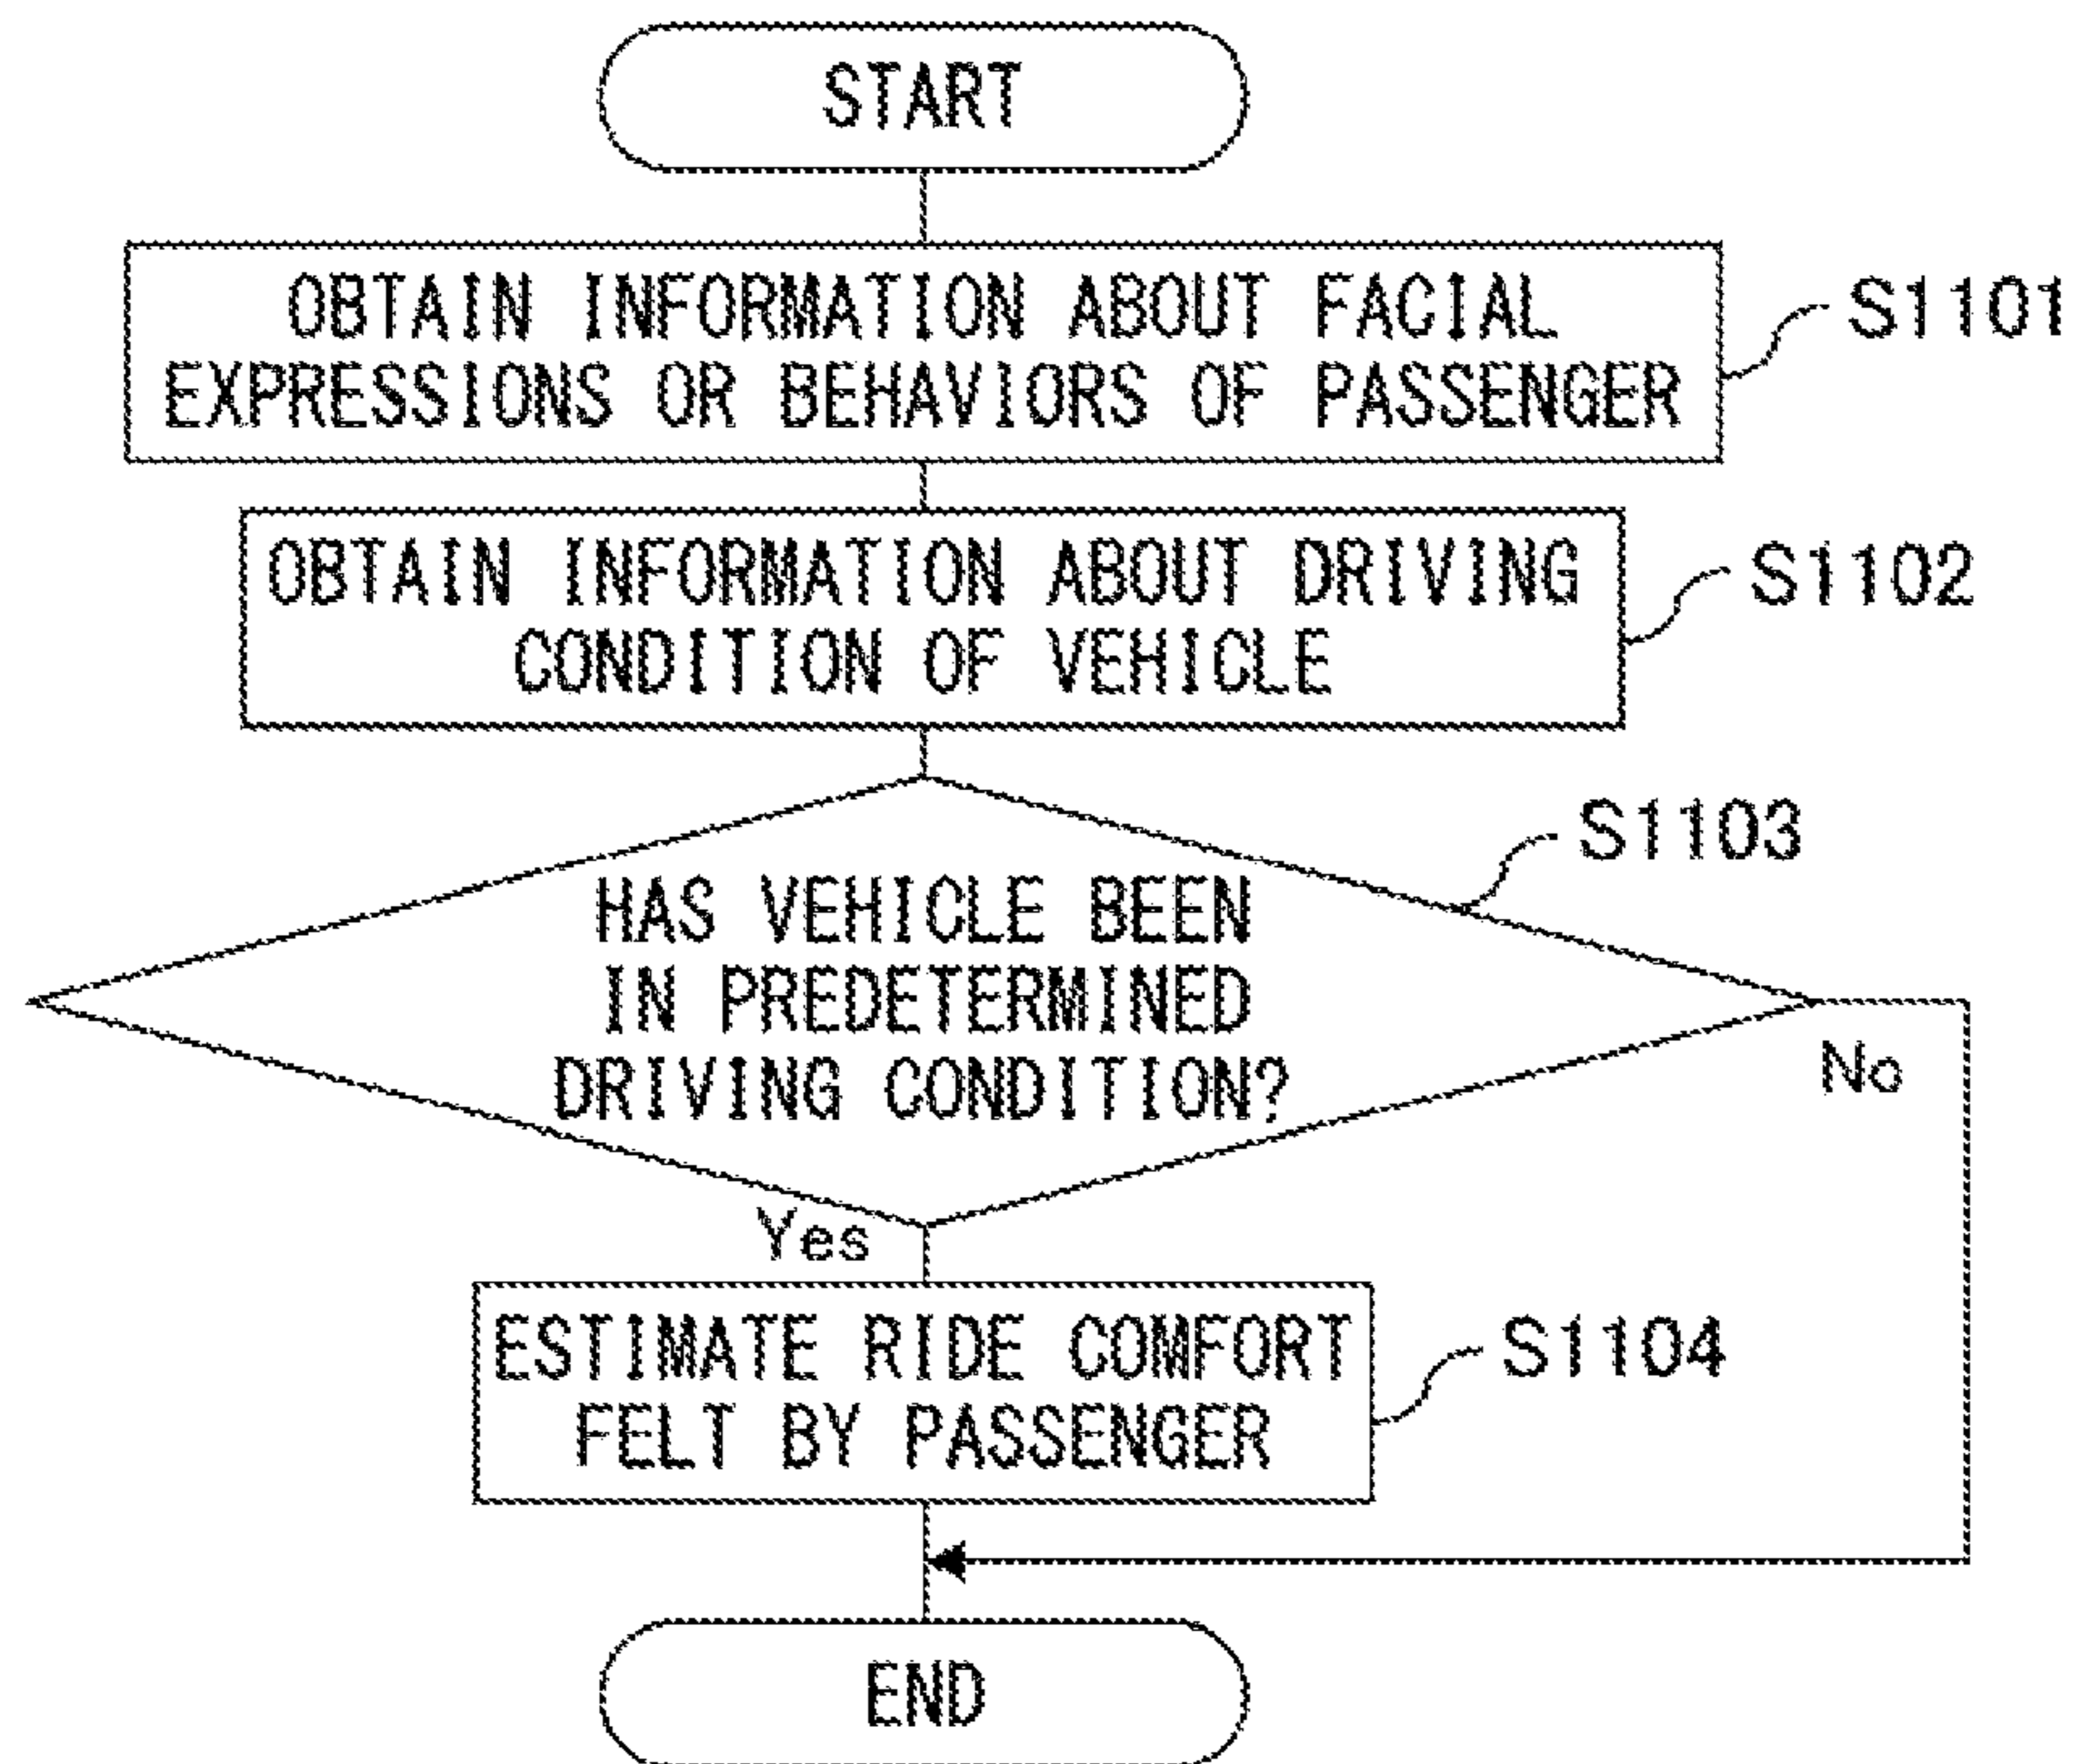 START
OBTAIN INFORMATION ABOUT FACIAL
EXPRESSIONS OR BEHAVIORS OF PASSENGER
S1101
OBTAIN INFORMATION ABOUT DRIVING
CONDITION OF VEHICLE
S1102
S1103
HAS VEHICLE BEEN
IN PREDETERMINED
DRIVING CONDITION?
No
Yes
ESTIMATE RIDE COMFORT
FELT BY PASSENGER
S1104
END